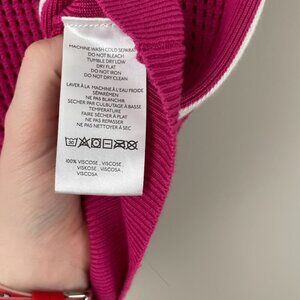 MACHINE WASH COLD SEPARATELY
DO NOT BLEACH
TUMBLE DRY LOW
DRY FLAT
DO NOT IRON
DO NOT DRY CLEAN
LAVER À LA MACHINE À L'EAU FROIDE
SÉPARÉMENT
NE PAS BLANCHIR
SÉCHER PAR CULBUTAGE À BASSE
TEMPÉRATURE
FAIRE SÉCHER À PLAT
NE PAS REPASSER
NE PAS NETTOYER À SEC
30
100% VISCOSE , VISCOSE ,
VISKOSE , VISCOSA ,
VISCOSA